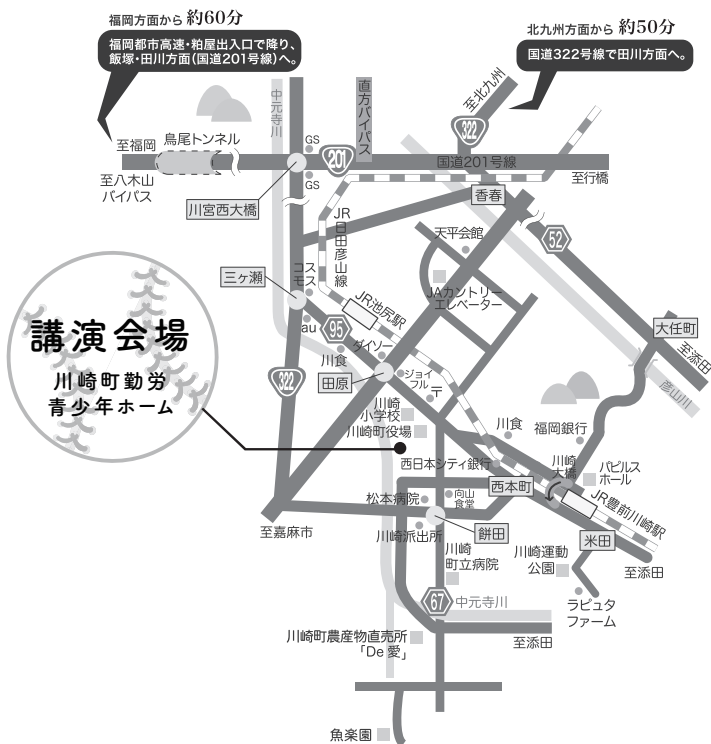 福岡方面から 約60分
福岡都市高速・粕屋出入口で降り、
飯塚・田川方面（国道201号線）へ。
北九州方面から 約50分
国道322号線で田川方面へ。
至北九州
中元寺川
直方バイパス
GS
322
至福岡
烏尾トンネル
201
国道201号線
至八木山
バイパス
GS
至行橋
川宮西大橋
香春
JR日田彦山線
天平会館
52
三ヶ瀬
コスモス
JAカントリー
エレベーター
au
95
JR池尻駅
大任町
至添田
彦山川
講演会場
川崎町勤労
青少年ホーム
322
川食
ダイソー
田原
ジョイ
フル
〒
川崎
小学校
川崎町役場
川食
福岡銀行
西日本シティ銀行
川崎
大橋
パピルス
ホール
西本町
JR豊前川崎駅
松本病院
向山
食堂
至嘉麻市
川崎派出所
餅田
川崎
町立病院
川崎運動
公園
米田
至添田
67
中元寺川
ラピュタ
ファーム
川崎町農産物直売所
「De 愛」
至添田
魚楽園